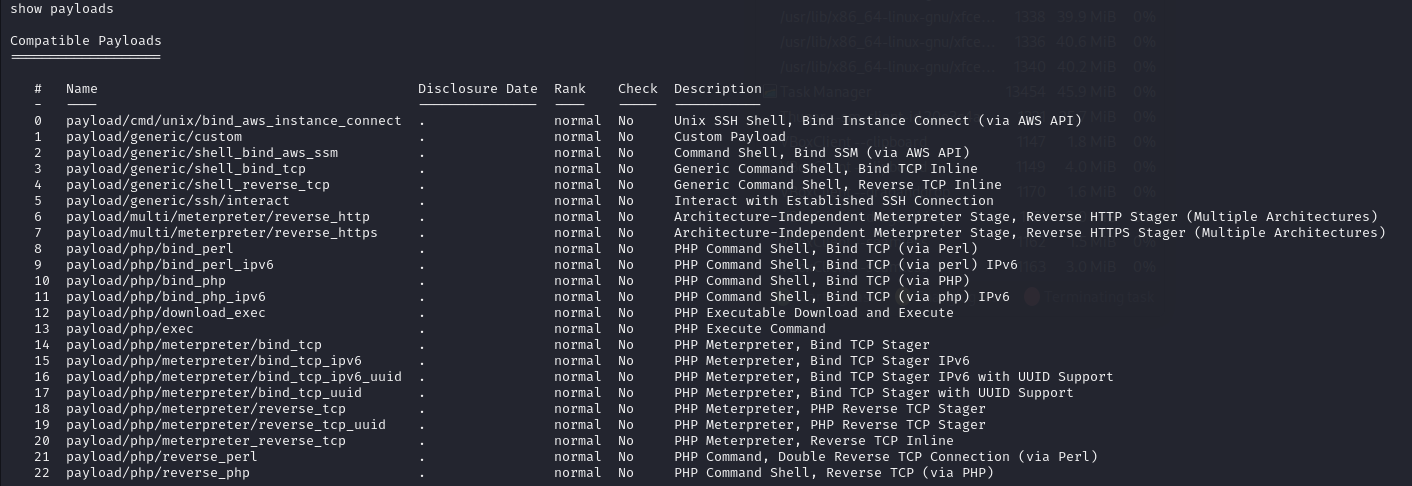 show payloads
Compatible Payloads
# Name Disclosure Date Rank Check Description
0 payload/cmd/unix/bind_aws_instance_connect . normal No Unix SSH Shell, Bind Instance Connect (via AWS API)
1 payload/generic/custom . normal No Custom Payload
2 payload/generic/shell_bind_aws_ssm . normal No Command Shell, Bind SSM (via AWS API)
3 payload/generic/shell_bind_tcp . normal No Generic Command Shell, Bind TCP Inline
4 payload/generic/shell_reverse_tcp . normal No Generic Command Shell, Reverse TCP Inline
5 payload/generic/ssh/interact . normal No Interact with Established SSH Connection
6 payload/multi/meterpreter/reverse_http . normal No Architecture-Independent Meterpreter Stage, Reverse HTTP Stager (Multiple Architectures)
7 payload/multi/meterpreter/reverse_https . normal No Architecture-Independent Meterpreter Stage, Reverse HTTPS Stager (Multiple Architectures)
8 payload/php/bind_perl . normal No PHP Command Shell, Bind TCP (via Perl)
9 payload/php/bind_perl_ipv6 . normal No PHP Command Shell, Bind TCP (via perl) IPv6
10 payload/php/bind_php . normal No PHP Command Shell, Bind TCP (via PHP)
11 payload/php/bind_php_ipv6 . normal No PHP Command Shell, Bind TCP (via php) IPv6
12 payload/php/download_exec . normal No PHP Executable Download and Execute
13 payload/php/exec . normal No PHP Execute Command
14 payload/php/meterpreter/bind_tcp . normal No PHP Meterpreter, Bind TCP Stager
15 payload/php/meterpreter/bind_tcp_ipv6 . normal No PHP Meterpreter, Bind TCP Stager IPv6
16 payload/php/meterpreter/bind_tcp_ipv6_uuid . normal No PHP Meterpreter, Bind TCP Stager IPv6 with UUID Support
17 payload/php/meterpreter/bind_tcp_uuid . normal No PHP Meterpreter, Bind TCP Stager with UUID Support
18 payload/php/meterpreter/reverse_tcp . normal No PHP Meterpreter, PHP Reverse TCP Stager
19 payload/php/meterpreter/reverse_tcp_uuid . normal No PHP Meterpreter, PHP Reverse TCP Stager
20 payload/php/meterpreter_reverse_tcp . normal No PHP Meterpreter, Reverse TCP Inline
21 payload/php/reverse_perl . normal No PHP Command, Double Reverse TCP Connection (via Perl)
22 payload/php/reverse_php . normal No PHP Command Shell, Reverse TCP (via PHP)